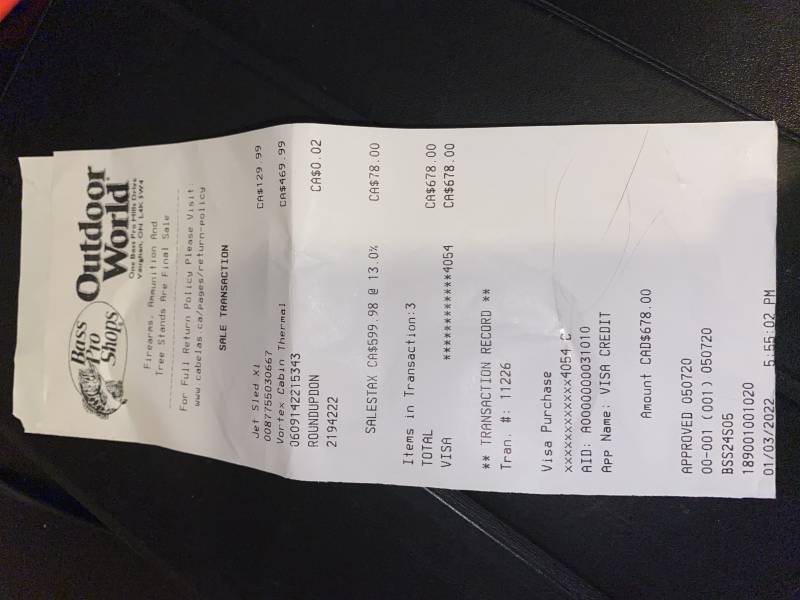 Bass
Pro
Shops
Outdoor
World
One Bass Pro Mills Drive
Vaughan, ON L4K5W4
Firearms, Ammunition And
Tree Stands Are Final Sale
For Full Return Policy Please Visit:
www.cabelas.ca/pages/return-policy
SALE TRANSACTION
Jet Sled XL CA$129.99
0087755030667
Vortex Cabin Thermal CA$469.99
0609142215343
ROUNDUPDON CA$0.02
2194222
SALESTAX CA$599.98 @ 13.0% CA$78.00
Items in Transaction:3
TOTAL CA$678.00
VISA ************4054 CA$678.00
** TRANSACTION RECORD **
Tran. #: 11226
Visa Purchase
xxxxxxxxxxxx4054 C
AID: A0000000031010
App Name: VISA CREDIT
Amount CAD$678.00
APPROVED 050720
00-001 (001) 050720
BSS24S05
189001001020
01/03/2022 5:55:02 PM